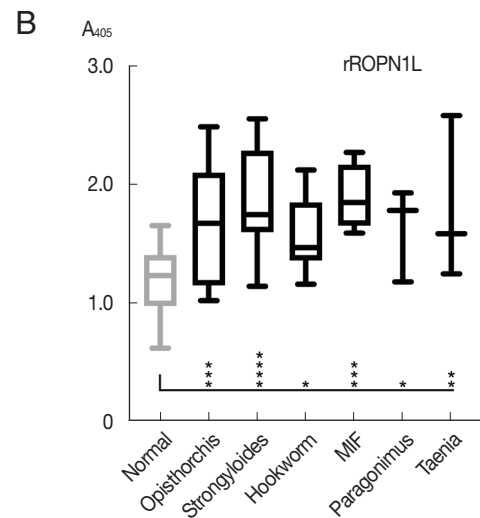 B
A405
rROPN1L
3.0
2.0
1.0
0
*** **** * *** * **
Normal
Opisthorchis
Strongyloides
Hookworm
MIF
Paragonimus
Taenia